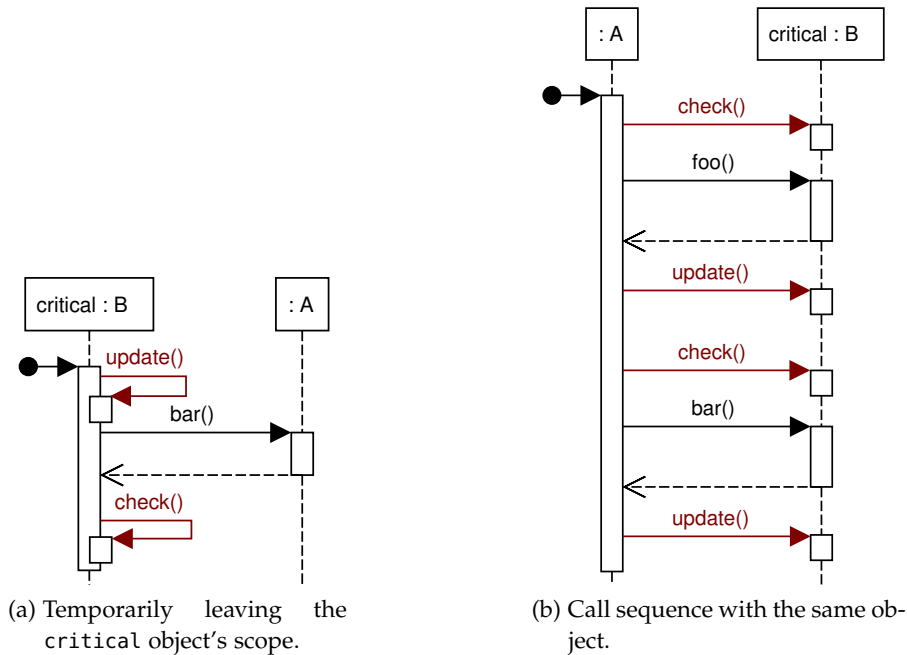 critical : B
: A
update()
bar()
check()
(a) Temporarily leaving the
critical object's scope.
: A
critical : B
check()
foo()
update()
check()
bar()
update()
(b) Call sequence with the same ob-
ject.